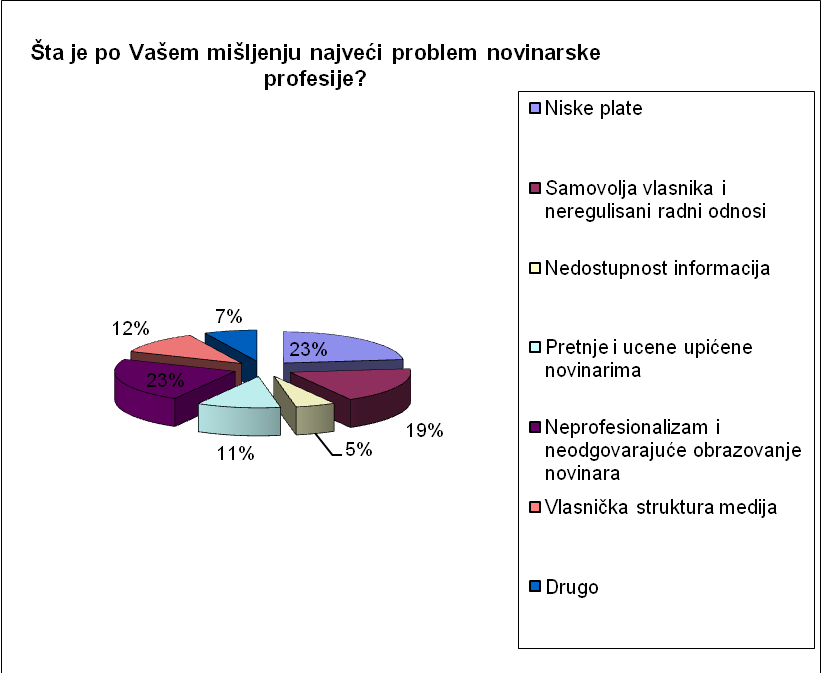 Šta je po Vašem mišljenju najveći problem novinarske
profesije?
Niske plate
Samovolja vlasnika i
neregulisani radni odnosi
Nedostupnost informacija
Pretnje i ucene upićene
novinarima
Neprofesionalizam i
neodgovarajuće obrazovanje
novinara
Vlasnička struktura medija
Drugo
7%
12%
23%
23%
19%
5%
11%